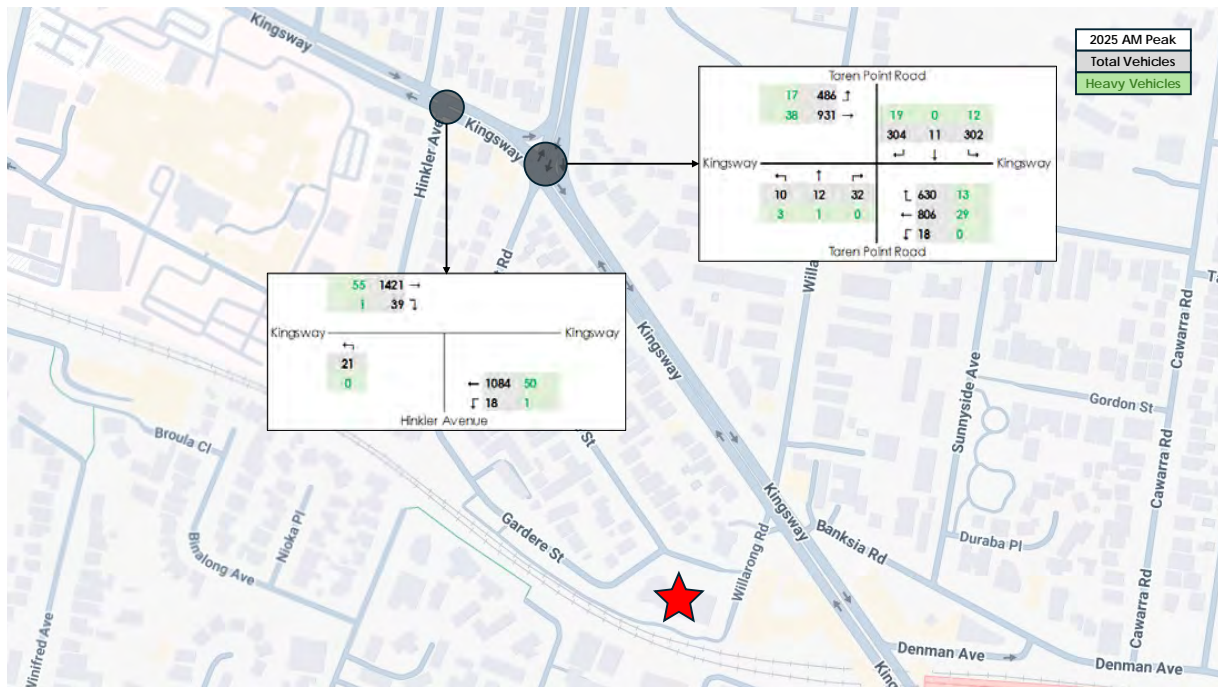 Kingsway
2025 AM Peak
Total Vehicles
Heavy Vehicles
Taren Point Road
17 486
38 931
19 0 12
304 11 302
Kingsway
Kingsway
10 12 32
3 1 0
630 13
806 29
18 0
Taren Point Road
Hinkler Ave
Kingsway
Rd
55 1421
1 39
Kingsway
Kingsway
21
0
1084 50
18 1
Hinkler Avenue
Kingsway
St
Sunnyside Ave
Cawarra Rd
Gordon St
Cawarra Rd
Broula Cl
Binalong Ave
Nioka Pl
Gardere St
Kingsway
Banksia Rd
Duraba Pl
Willarong Rd
Cawarra Rd
Winifred Ave
Denman Ave
Denman Ave